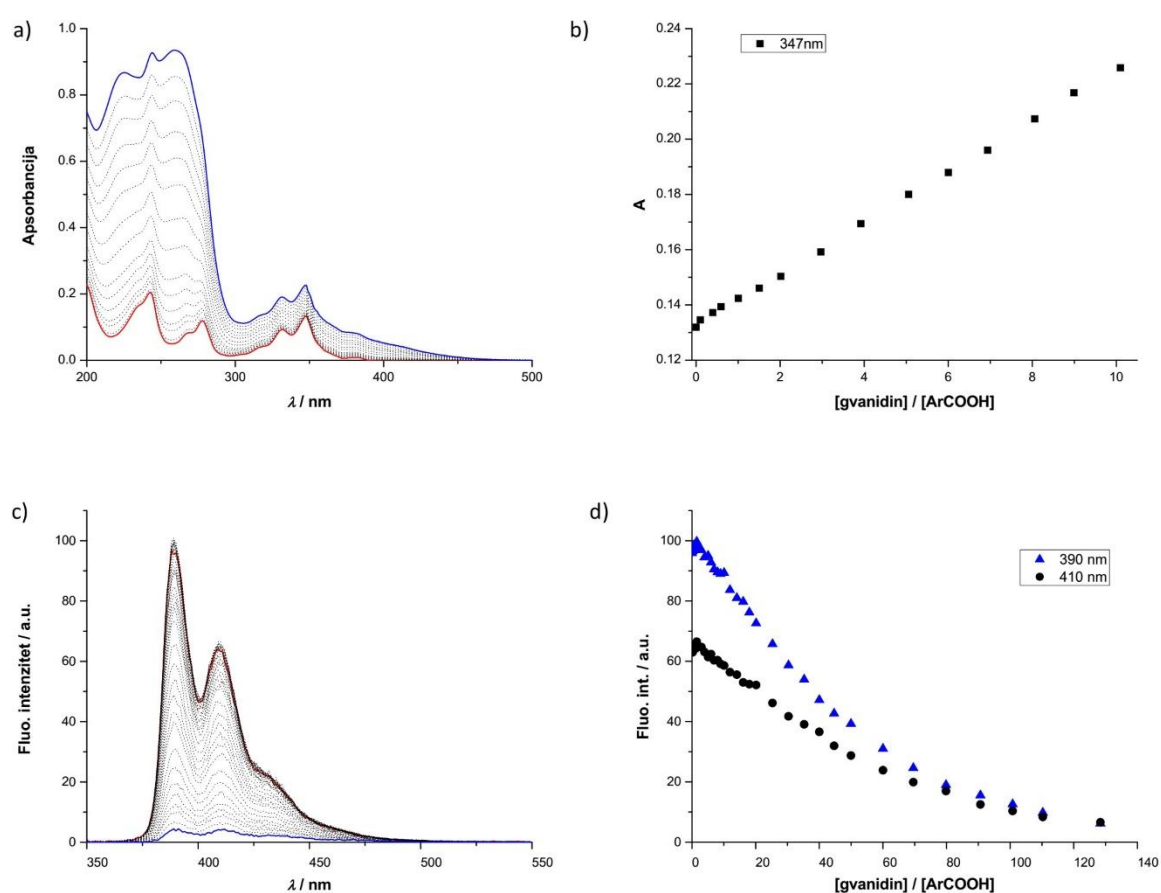 a)
1.0
0.8
0.6
0.4
0.2
0.0
Apsorbancija
200 300 400 500
λ / nm
b)
347nm
0.24
0.22
0.20
0.18
0.16
0.14
0.12
A
0 2 4 6 8 10
[gvanidin] / [ArCOOH]
c)
100
80
60
40
20
0
Fluo. intenzitet / a.u.
350 400 450 500 550
λ / nm
d)
390 nm
410 nm
100
80
60
40
20
0
Fluo. int. / a.u.
0 20 40 60 80 100 120 140
[gvanidin] / [ArCOOH]